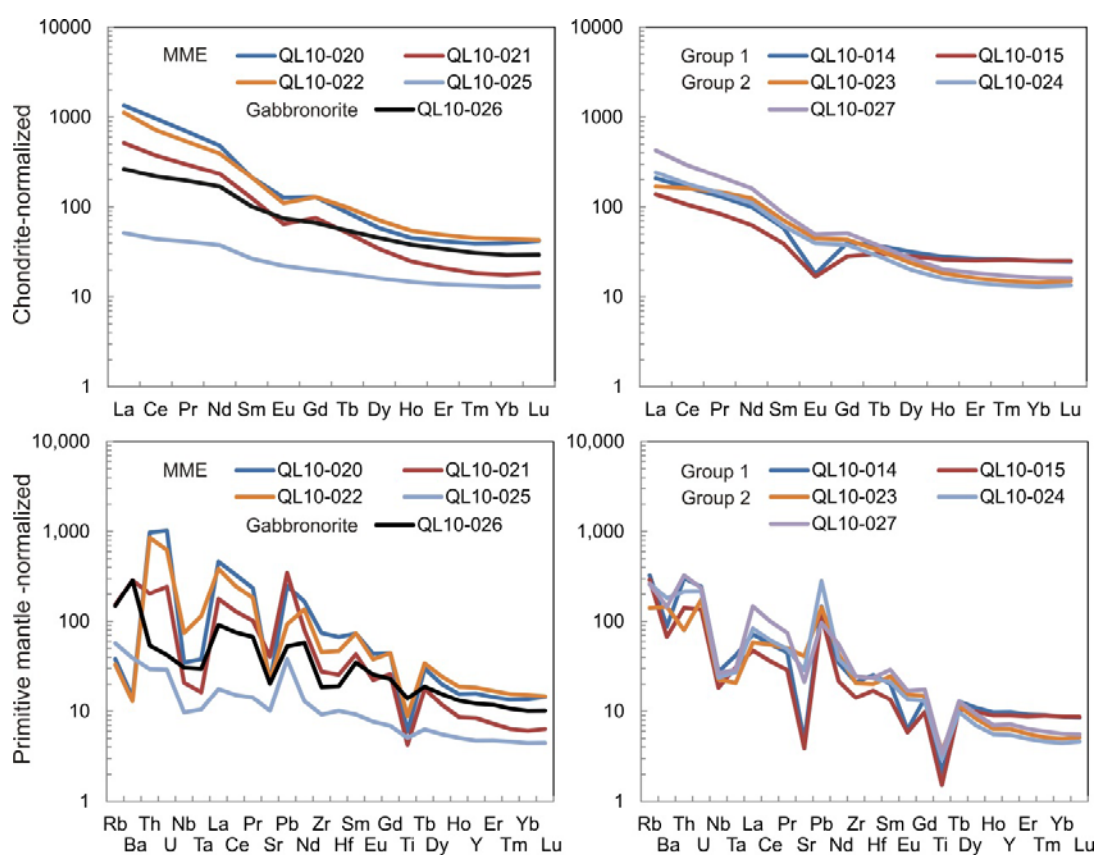 Chondrite-normalized
10000
1000
100
10
1
MME QL10-020 QL10-021
QL10-022 QL10-025
Gabbronorite QL10-026
La Ce Pr Nd Sm Eu Gd Tb Dy Ho Er Tm Yb Lu
10000
1000
100
10
1
Group 1 QL10-014 QL10-015
Group 2 QL10-023 QL10-024
QL10-027
La Ce Pr Nd Sm Eu Gd Tb Dy Ho Er Tm Yb Lu
Primitive mantle -normalized
10,000
1,000
100
10
1
MME QL10-020 QL10-021
QL10-022 QL10-025
Gabbronorite QL10-026
Rb Th Nb La Pr Pb Zr Sm Gd Tb Ho Er Yb
Ba U Ta Ce Sr Nd Hf Eu Ti Dy Y Tm Lu
10,000
1,000
100
10
1
Group 1 QL10-014 QL10-015
Group 2 QL10-023 QL10-024
QL10-027
Rb Th Nb La Pr Pb Zr Sm Gd Tb Ho Er Yb
Ba U Ta Ce Sr Nd Hf Eu Ti Dy Y Tm Lu